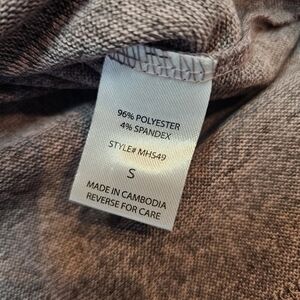 96% POLYESTER
4% SPANDEX
STYLE# MHS49
S
MADE IN CAMBODIA
REVERSE FOR CARE